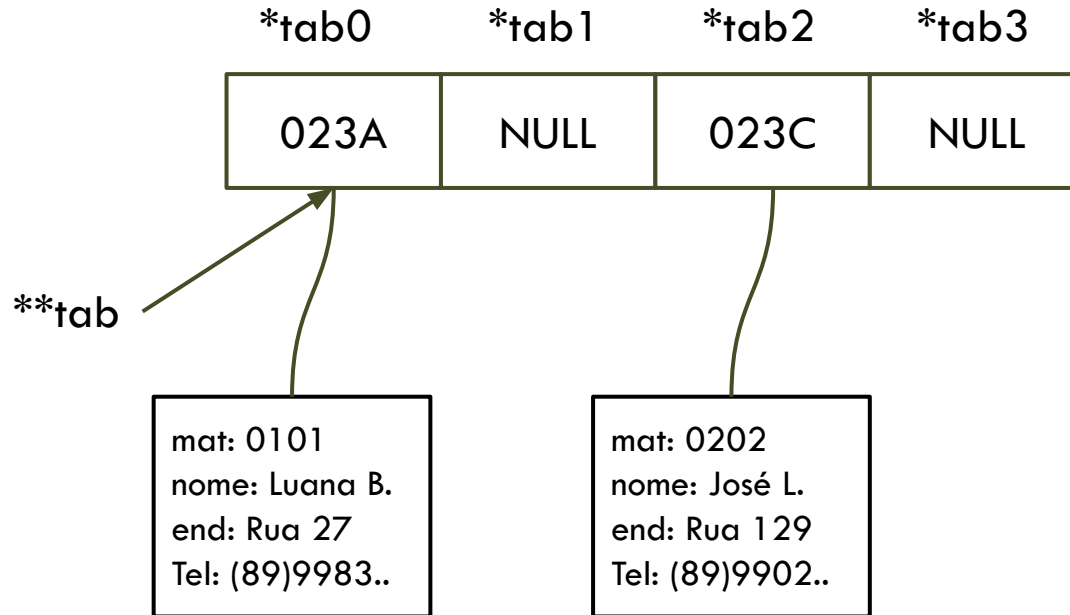 *tab0 *tab1 *tab2 *tab3
023A NULL 023C NULL
**tab
mat: 0101
nome: Luana B.
end: Rua 27
Tel: (89)9983..
mat: 0202
nome: José L.
end: Rua 129
Tel: (89)9902..